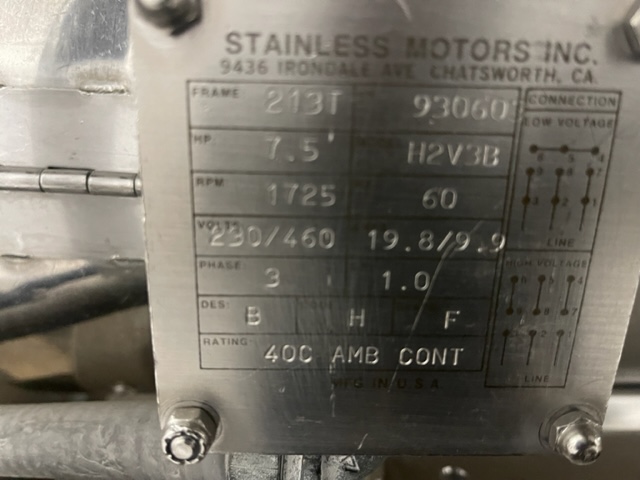 STAINLESS MOTORS INC.
9436 IRONDALE AVE CHATSWORTH, CA.
FRAME 213T 93060 CONNECTION
LOW VOLTAGE
HP. 7.5 H2V3B
RPM 1725 60
VOLTS 230/460 19.8/9.9 LINE
PHASE: 3 1.0 HIGH VOLTAGE
DES: B H F
RATING: 40C AMB CONT
LINE
MFG IN U.S.A.